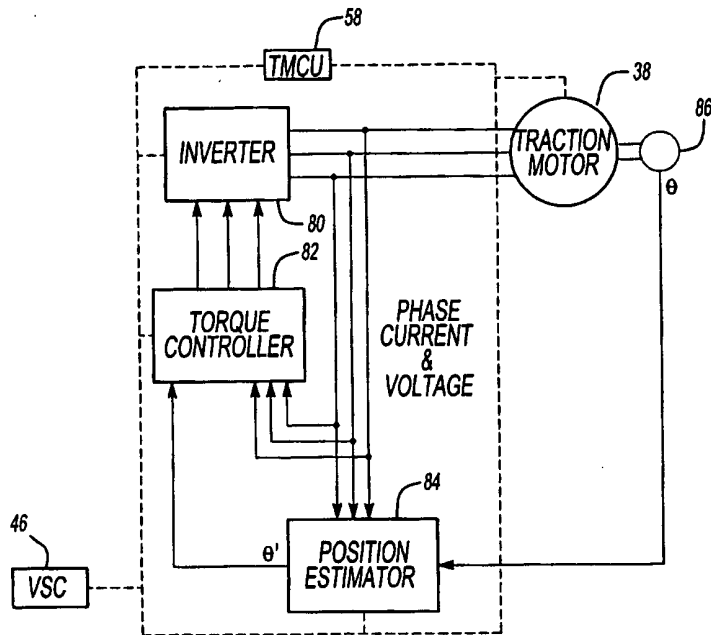 58
TMCU
38
86
INVERTER
TRACTION
MOTOR
θ
80
82
TORQUE
CONTROLLER
PHASE
CURRENT
&
VOLTAGE
84
46
VSC
θ'
POSITION
ESTIMATOR